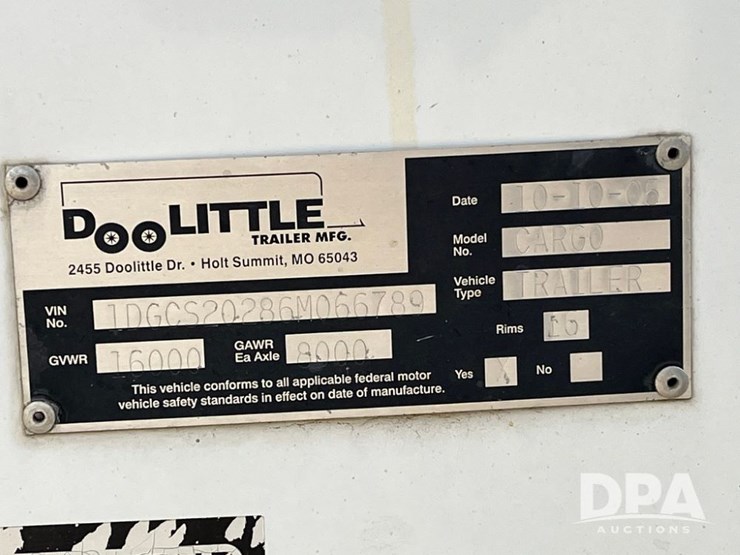 DOOLITTLE
TRAILER MFG.
2455 Doolittle Dr. • Holt Summit, MO 65043
VIN No. 1DGCS20286M066789
GVWR 16000 GAWR Ea Axle 8000
This vehicle conforms to all applicable federal motor
vehicle safety standards in effect on date of manufacture.
Date 10-10-05
Model No. CARGO
Vehicle Type TRAILER
Rims 16
Yes X No
DPA
AUCTIONS